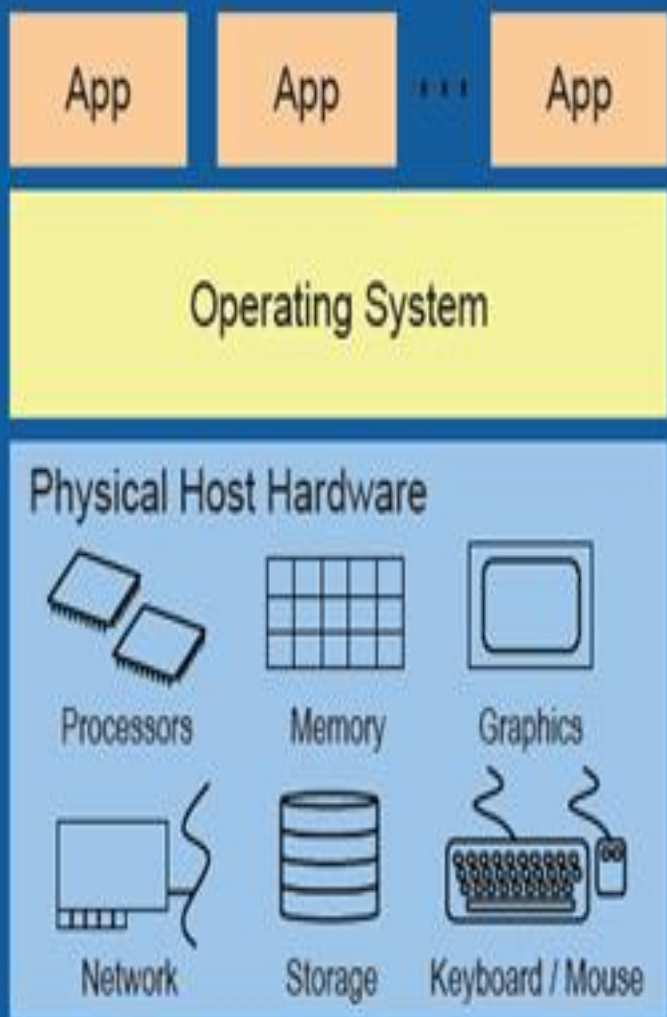 App App ... App
Operating System
Physical Host Hardware
Processors Memory Graphics
Network Storage Keyboard / Mouse